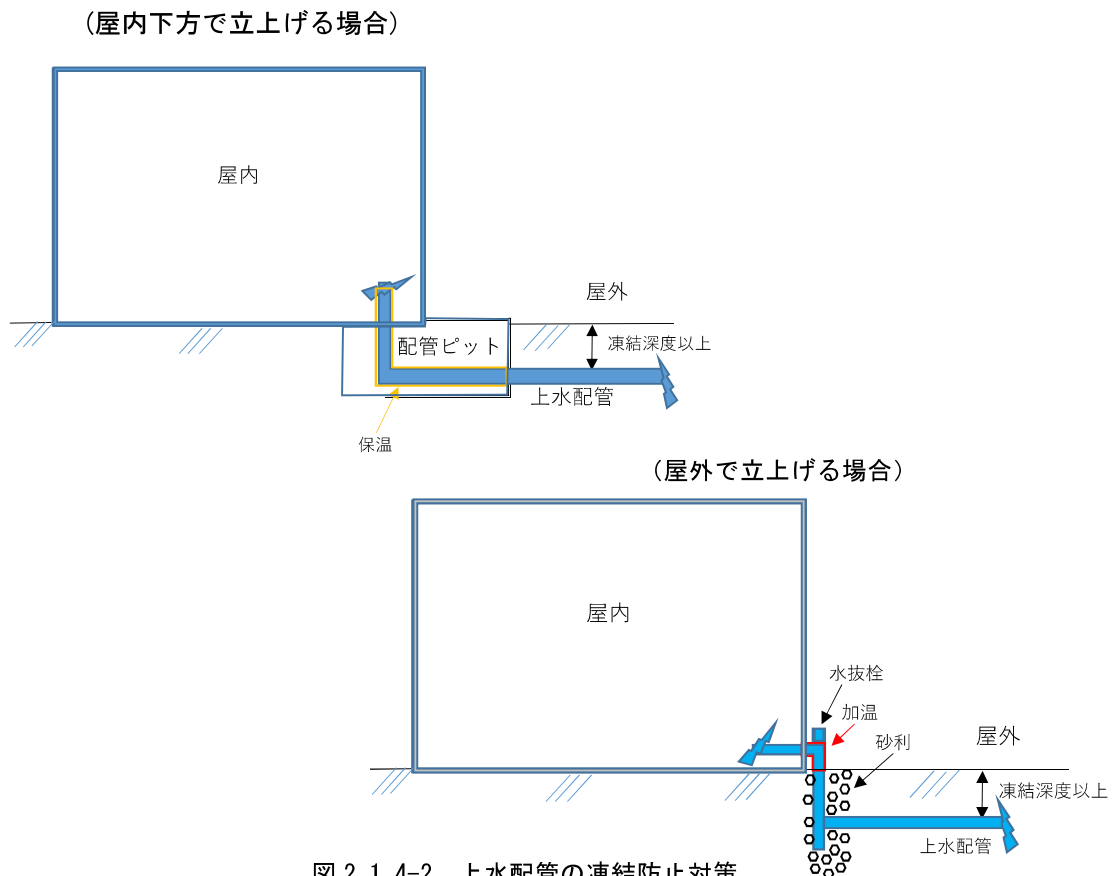 （屋内下方で立上げる場合）
屋内
屋外
配管ピット
凍結深度以上
上水配管
保温
（屋外で立上げる場合）
屋内
水抜栓
加温
砂利
屋外
凍結深度以上
上水配管
図 2.1.4-2 上水配管の凍結防止対策